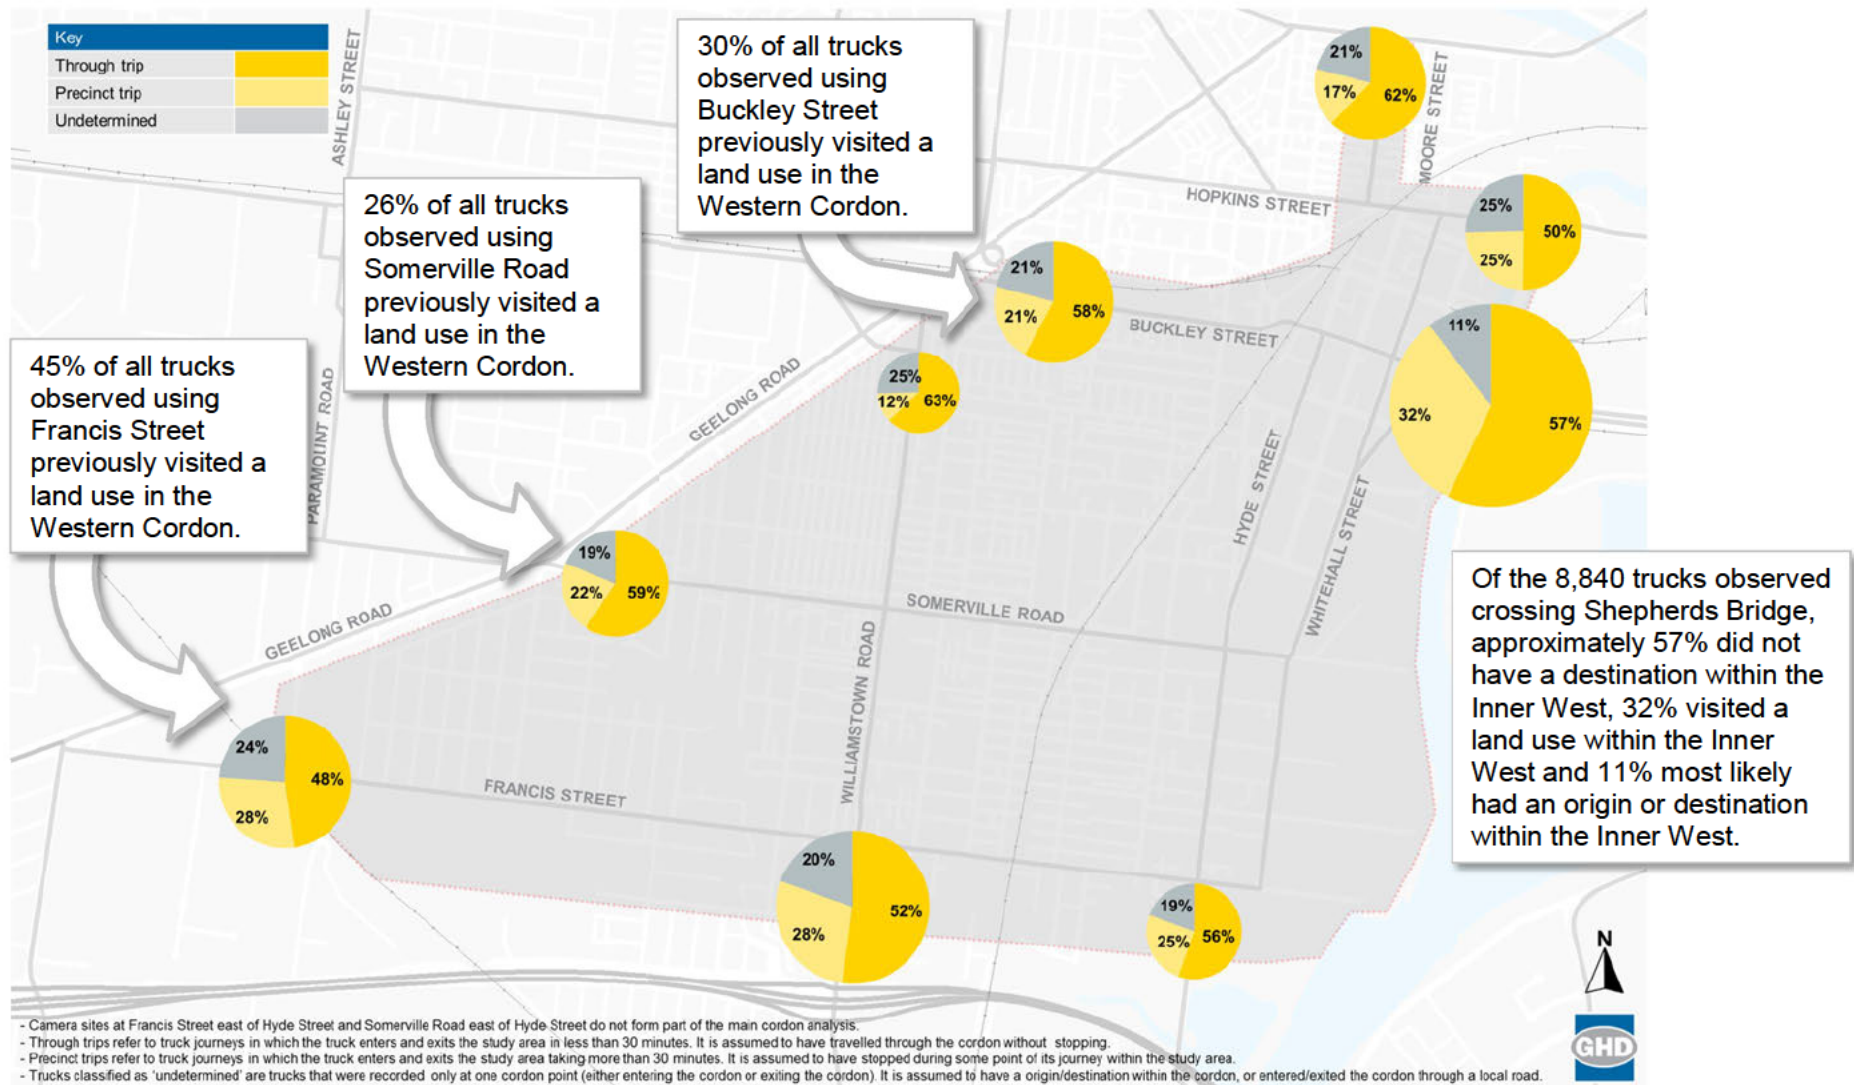 Key
Through trip
Precinct trip
Undetermined
ASHLEY STREET
30% of all trucks
observed using
Buckley Street
previously visited a
land use in the
Western Cordon.
21%
17%
62%
MOORE STREET
HOPKINS STREET
26% of all trucks
observed using
Somerville Road
previously visited a
land use in the
Western Cordon.
25%
50%
25%
21%
58%
21%
BUCKLEY STREET
11%
32%
57%
45% of all trucks
observed using
Francis Street
previously visited a
land use in the
Western Cordon.
PARAMOUNT ROAD
GEELONG ROAD
25%
12%
63%
HYDE STREET
WHITEHALL STREET
19%
22%
59%
SOMERVILLE ROAD
GEELONG ROAD
WILLIAMSTOWN ROAD
Of the 8,840 trucks observed
crossing Shepherds Bridge,
approximately 57% did not
have a destination within the
Inner West, 32% visited a
land use within the Inner
West and 11% most likely
had an origin or destination
within the Inner West.
24%
48%
28%
FRANCIS STREET
20%
52%
28%
19%
25%
56%
N
GHD
- Camera sites at Francis Street east of Hyde Street and Somerville Road east of Hyde Street do not form part of the main cordon analysis.
- Through trips refer to truck journeys in which the truck enters and exits the study area in less than 30 minutes. It is assumed to have travelled through the cordon without stopping.
- Precinct trips refer to truck journeys in which the truck enters and exits the study area taking more than 30 minutes. It is assumed to have stopped during some point of its journey within the study area.
- Trucks classified as 'undetermined' are trucks that were recorded only at one cordon point (either entering the cordon or exiting the cordon). It is assumed to have a origin/destination within the cordon, or entered/exited the cordon through a local road.